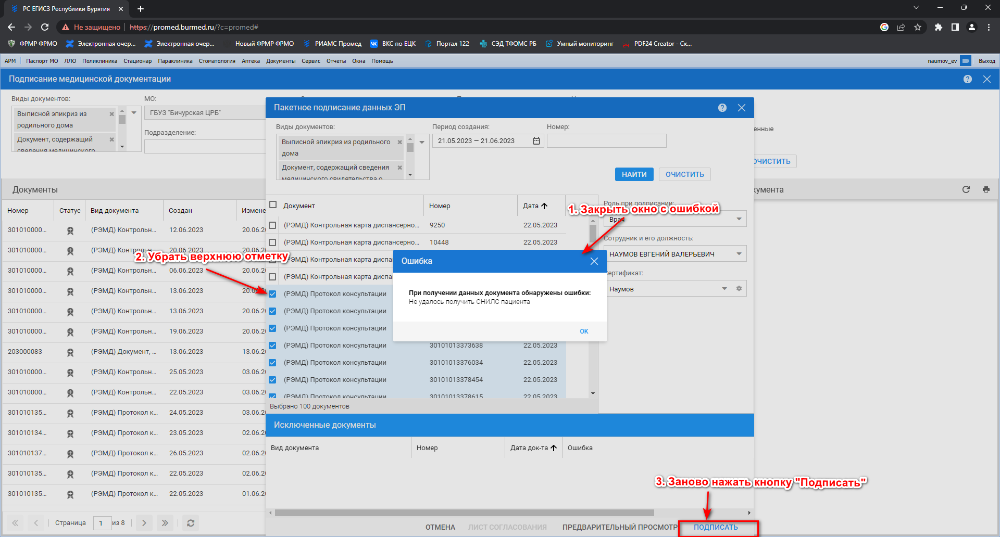 РС ЕГИСЗ Республики Бурятия
Не защищено https://promed.burmed.ru/?c=promed#
ФРМР ФРМО Электронная очер... Электронная очер... Новый ФРМР ФРМО РИАМС Промед ВКС по ЕЦК Портал 122 СЭД ТФОМС РБ Умный мониторинг PDF24 Creator - Ск...
АРМ Паспорт МО ЛЛО Поликлиника Стационар Параклиника Стоматология Аптека Документы Сервис Отчеты Окна Помощь naumov_ev Выход
Подписание медицинской документации
Виды документов: МО:
Выписной эпикриз из
родильного дома
Документ, содержащий
сведения медицинского
ГБУЗ "Бичурская ЦРБ"
Подразделение:
енные
ОЧИСТИТЬ
Документы
кумента
Номер Статус Вид документа Создан Измене
301010000... (РЭМД) Контрольн... 12.06.2023 20.06.2
301010000... (РЭМД) Контрольн... 20.06.2023 20.06.2
301010000... (РЭМД) Контрольн... 06.06.2023 20.06.2
301010000... (РЭМД) Контрольн... 13.06.2023 20.06.2
301010000... (РЭМД) Контрольн... 13.06.2023 20.06.2
301010000... (РЭМД) Контрольн... 19.06.2023 20.06.2
203000083 (РЭМД) Документ, ... 13.06.2023 13.06.2
301010000... (РЭМД) Контрольн... 25.05.2023 03.06.2
301010000... (РЭМД) Контрольн... 22.05.2023 03.06.2
301010135... (РЭМД) Протокол к... 24.05.2023 03.06.2
301010134... (РЭМД) Протокол к... 23.05.2023 02.06.2
301010137... (РЭМД) Протокол к... 26.05.2023 02.06.2
301010135... (РЭМД) Протокол к... 22.05.2023 02.06.2
301010135... (РЭМД) Протокол к... 22.05.2023 01.06.2
Страница 1 из 8
Пакетное подписание данных ЭП
Виды документов: Период создания: Номер:
Выписной эпикриз из родильного
дома
Документ, содержащий сведения
медицинского свидетельства о
21.05.2023 — 21.06.2023
НАЙТИ ОЧИСТИТЬ
Документ Номер Дата
(РЭМД) Контрольная карта диспансерно... 9250 22.05.2023
(РЭМД) Контрольная карта диспансерно... 10448 22.05.2023
(РЭМД) Контрольная карта диспа
(РЭМД) Контрольная карта диспа
(РЭМД) Протокол консультации
(РЭМД) Протокол консультации
(РЭМД) Протокол консультации
(РЭМД) Протокол консультации 30101013373638 22.05.2023
(РЭМД) Протокол консультации 30101013376034 22.05.2023
(РЭМД) Протокол консультации 30101013378454 22.05.2023
(РЭМД) Протокол консультации 30101013378615 22.05.2023
Выбрано 100 документов
Роль при подписании:
Врач
Сотрудник и его должность:
НАУМОВ ЕВГЕНИЙ ВАЛЕРЬЕВИЧ
Сертификат:
Наумов
1. Закрыть окно с ошибкой
2. Убрать верхнюю отметку
Ошибка
При получении данных документа обнаружены ошибки:
Не удалось получить СНИЛС пациента
OK
Исключенные документы
Вид документа Номер Дата док-та Ошибка
3. Заново нажать кнопку "Подписать"
ОТМЕНА ЛИСТ СОГЛАСОВАНИЯ ПРЕДВАРИТЕЛЬНЫЙ ПРОСМОТР ПОДПИСАТЬ